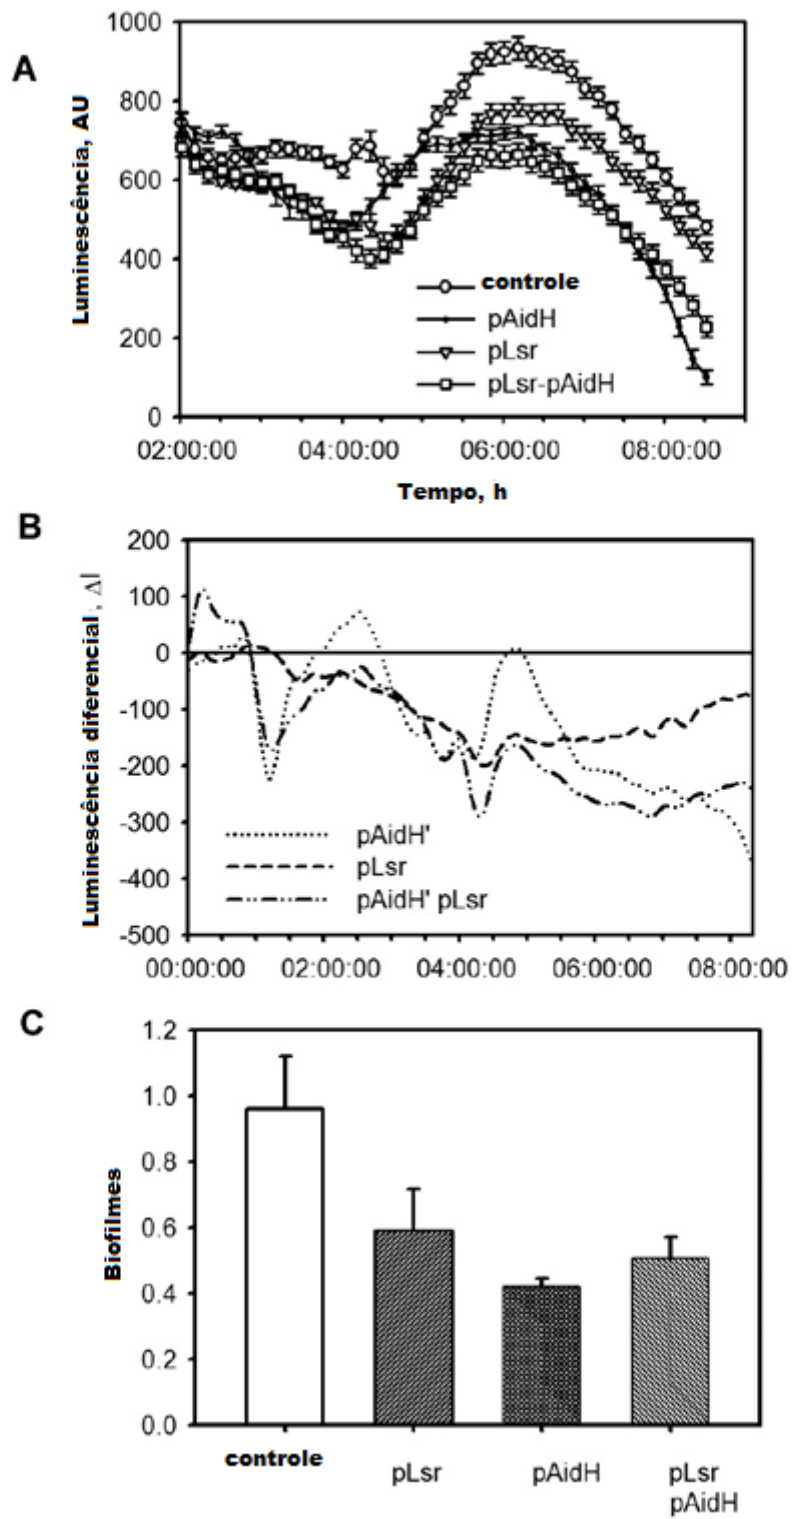 A
Luminescência, AU
1000
800
600
400
200
0
controle
pAidH
pLsr
pLsr-pAidH
02:00:00 04:00:00 06:00:00 08:00:00
Tempo, h
B
Luminescência diferencial , ΔI
200
100
0
-100
-200
-300
-400
-500
pAidH'
pLsr
pAidH' pLsr
00:00:00 02:00:00 04:00:00 06:00:00 08:00:00
C
Biofilmes
1.2
1.0
0.8
0.6
0.4
0.2
0.0
controle pLsr pAidH pLsr
pAidH